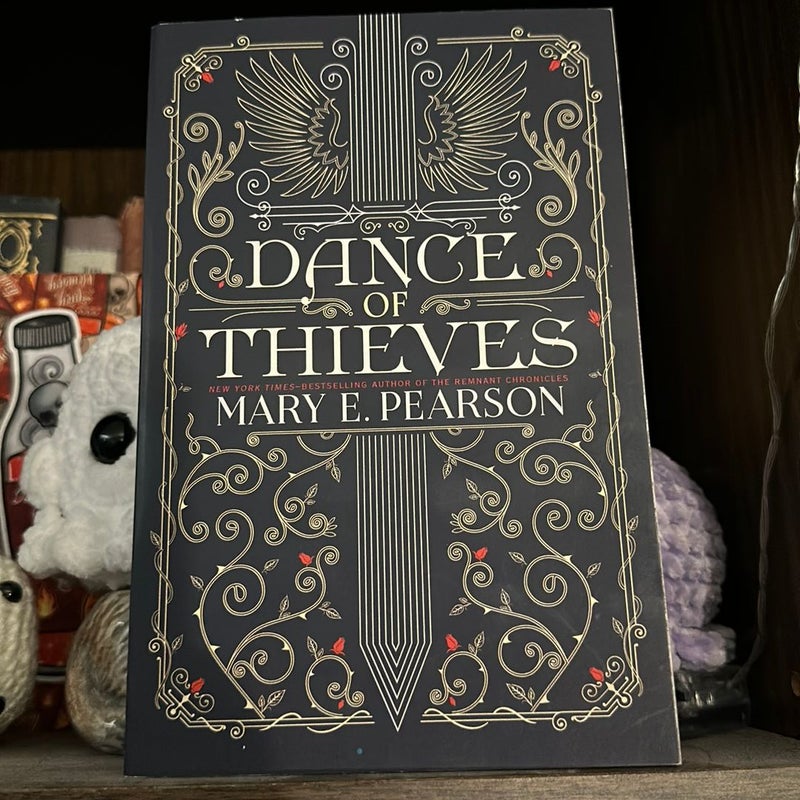 DANCE
OF
THIEVES
NEW YORK TIMES–BESTSELLING AUTHOR OF THE REMNANT CHRONICLES
MARY E. PEARSON